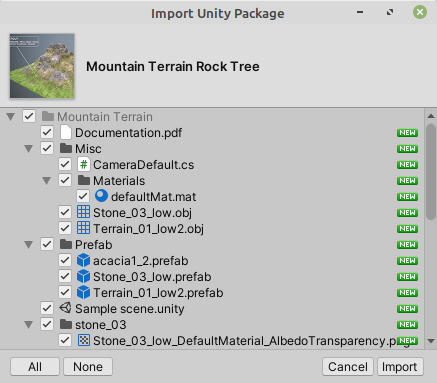 Import Unity Package
Mountain Terrain Rock Tree
Mountain Terrain
Documentation.pdf NEW
Misc NEW
CameraDefault.cs NEW
Materials NEW
defaultMat.mat NEW
Stone_03_low.obj NEW
Terrain_01_low2.obj NEW
Prefab NEW
acacia1_2.prefab NEW
Stone_03_low.prefab NEW
Terrain_01_low2.prefab NEW
Sample scene.unity NEW
stone_03 NEW
Stone_03_low_DefaultMaterial_AlbedoTransparency.png NEW
All None Cancel Import